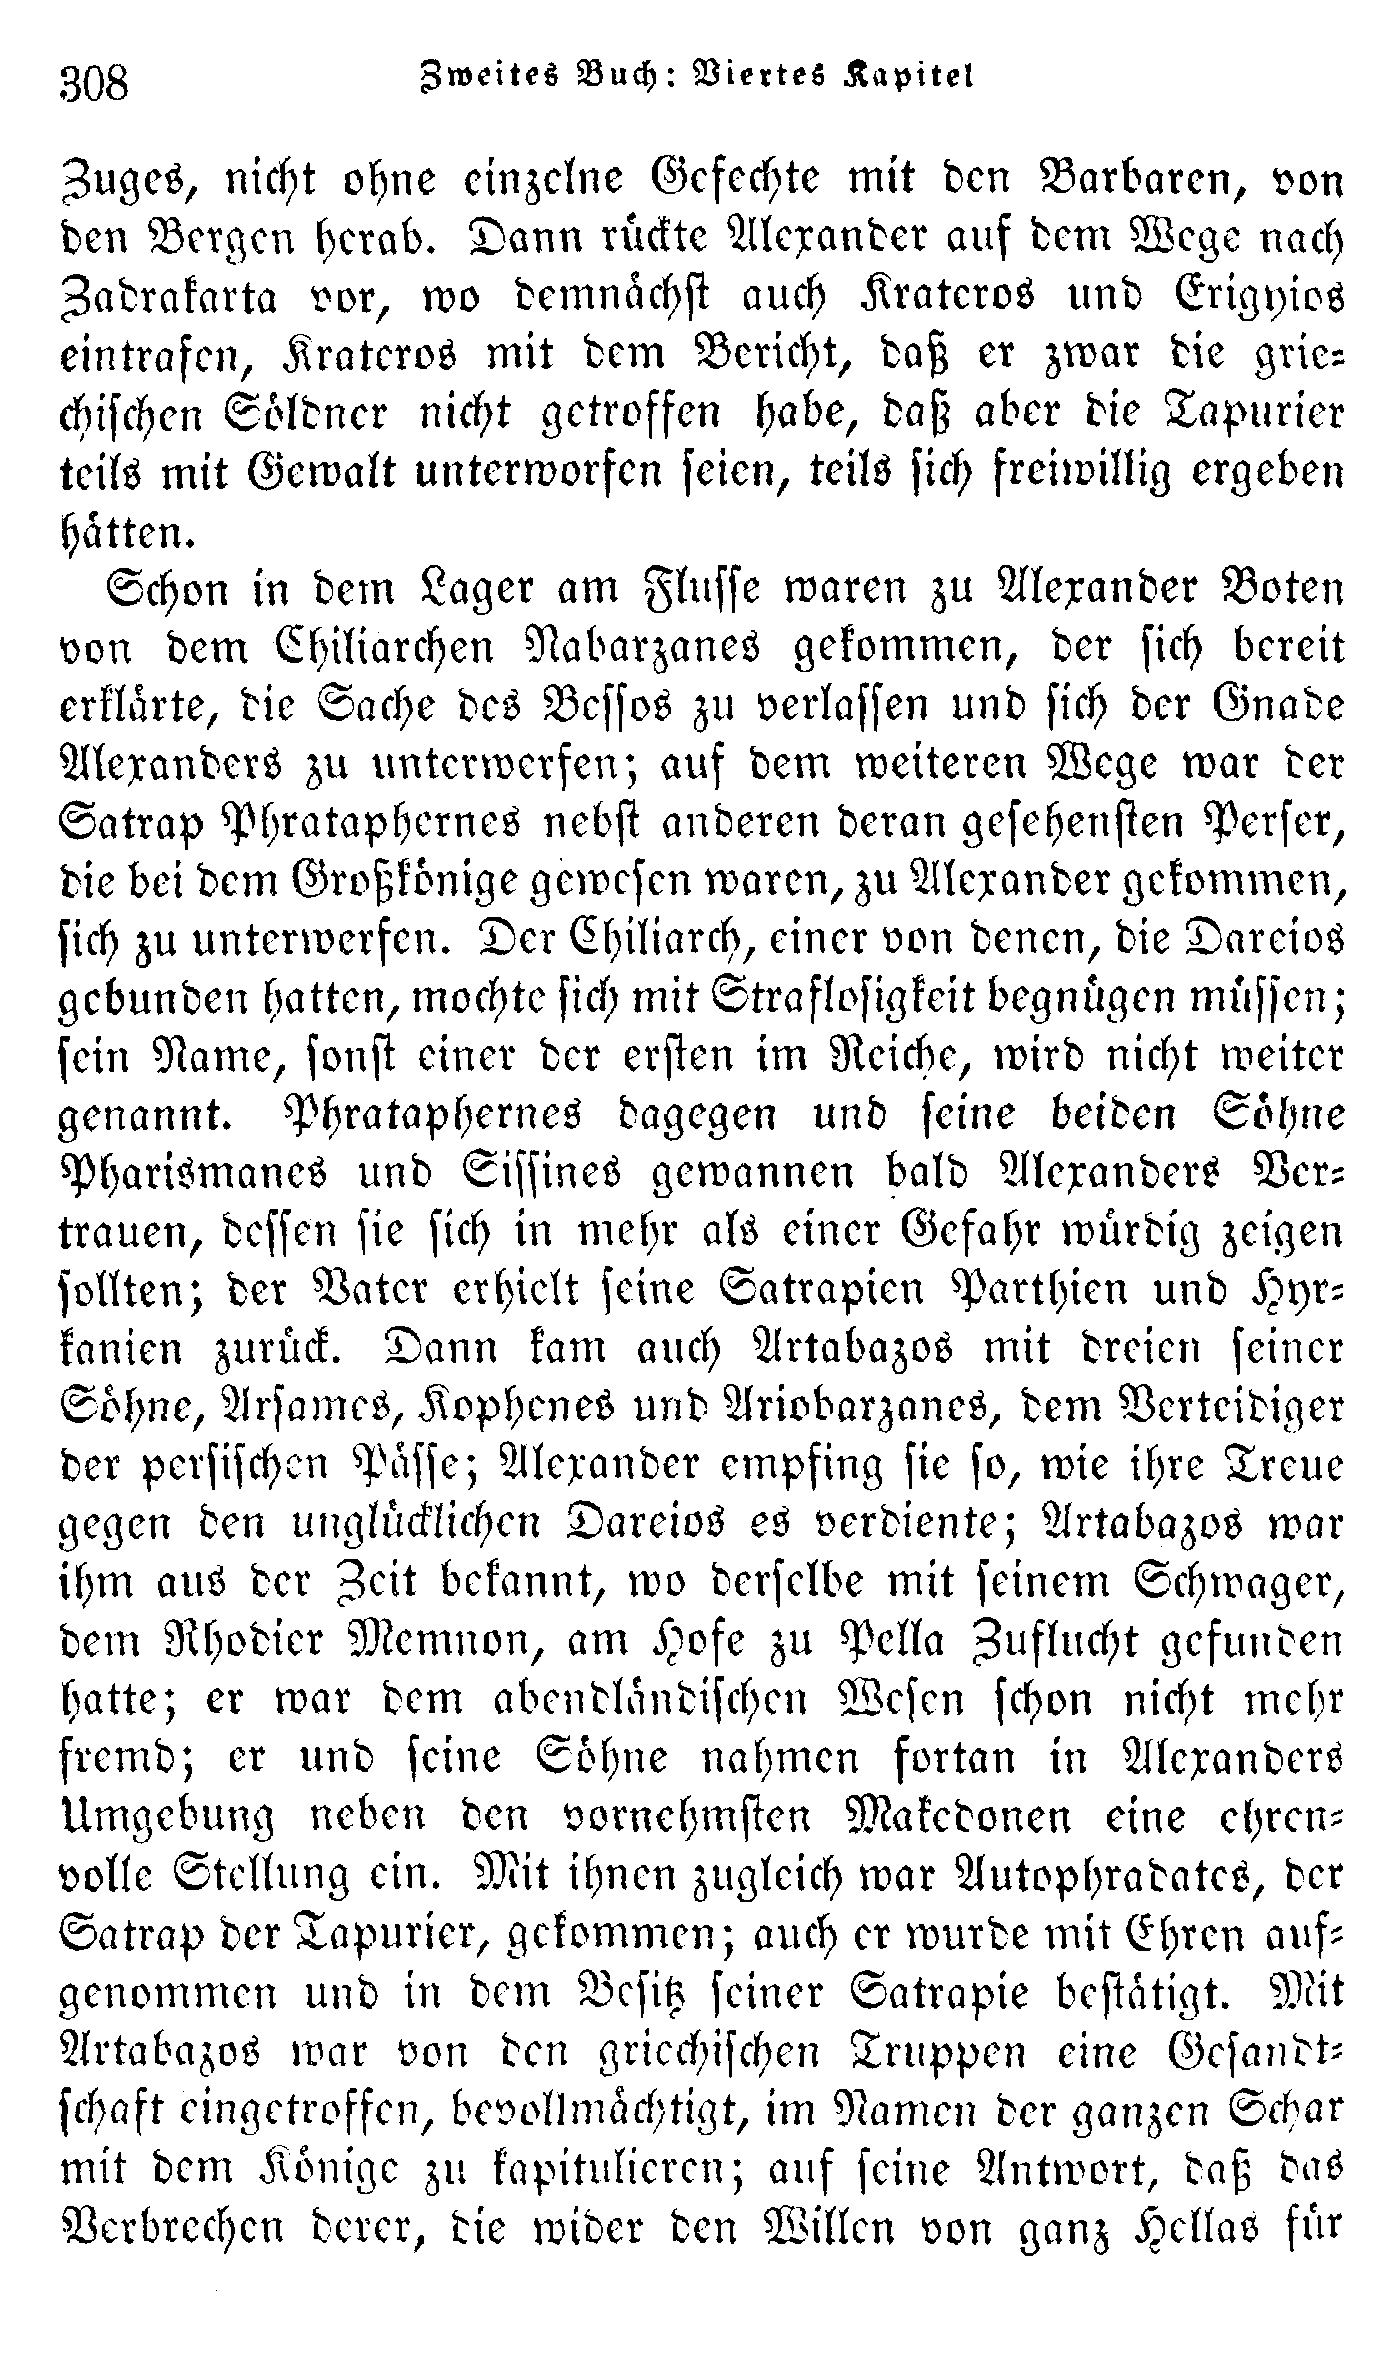 308
Zweites Buch: Viertes Kapitel
Zuges, nicht ohne einzelne Gefechte mit den Barbaren, von
den Bergen herab. Dann rückte Alexander auf dem Wege nach
Zadrakarta vor, wo demnächst auch Krateros und Erigyios
eintrafen, Krateros mit dem Bericht, daß er zwar die grie-
chischen Söldner nicht getroffen habe, daß aber die Tapurier
teils mit Gewalt unterworfen seien, teils sich freiwillig ergeben
hätten.
Schon in dem Lager am Flusse waren zu Alexander Boten
von dem Chiliarchen Nabarzanes gekommen, der sich bereit
erklärte, die Sache des Bessos zu verlassen und sich der Gnade
Alexanders zu unterwerfen; auf dem weiteren Wege war der
Satrap Phrataphernes nebst anderen deran gesehensten Perser,
die bei dem Großkönige gewesen waren, zu Alexander gekommen,
sich zu unterwerfen. Der Chiliarch, einer von denen, die Dareios
gebunden hatten, mochte sich mit Straflosigkeit begnügen müssen;
sein Name, sonst einer der ersten im Reiche, wird nicht weiter
genannt. Phrataphernes dagegen und seine beiden Söhne
Pharismanes und Sissines gewannen bald Alexanders Ver-
trauen, dessen sie sich in mehr als einer Gefahr würdig zeigen
sollten; der Vater erhielt seine Satrapien Parthien und Hyr-
kanien zurück. Dann kam auch Artabazos mit dreien seiner
Söhne, Arsames, Kophenes und Ariobarzanes, dem Verteidiger
der persischen Pässe; Alexander empfing sie so, wie ihre Treue
gegen den unglücklichen Dareios es verdiente; Artabazos war
ihm aus der Zeit bekannt, wo derselbe mit seinem Schwager,
dem Rhodier Memnon, am Hofe zu Pella Zuflucht gefunden
hatte; er war dem abendländischen Wesen schon nicht mehr
fremd; er und seine Söhne nahmen fortan in Alexanders
Umgebung neben den vornehmsten Makedonen eine ehren-
volle Stellung ein. Mit ihnen zugleich war Autophradates, der
Satrap der Tapurier, gekommen; auch er wurde mit Ehren auf-
genommen und in dem Besitz seiner Satrapie bestätigt. Mit
Artabazos war von den griechischen Truppen eine Gesandt-
schaft eingetroffen, bevollmächtigt, im Namen der ganzen Schar
mit dem Könige zu kapitulieren; auf seine Antwort, daß das
Verbrechen derer, die wider den Willen von ganz Hellas für